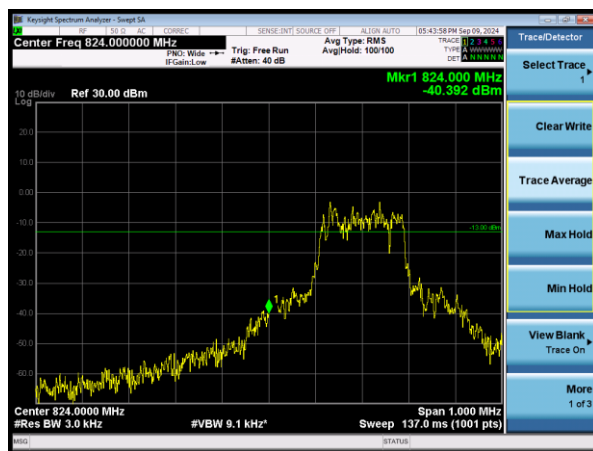 Keysight Spectrum Analyzer - Swept SA
RF 50 Ω AC CORREC SENSE:INT SOURCE OFF ALIGN AUTO 05:43:58 PM Sep 09, 2024
Center Freq 824.000000 MHz
PNO: Wide
IFGain:Low
Trig: Free Run
#Atten: 40 dB
Avg Type: RMS
Avg|Hold: 100/100
TRACE 1 2 3 4 5 6
TYPE A WWWWW
DET A N N N N N
Mkr1 824.000 MHz
-40.392 dBm
10 dB/div Ref 30.00 dBm
Log
20.0
10.0
0.00
-10.0
-13.00 dBm
-20.0
-30.0
1
-40.0
-50.0
-60.0
Center 824.0000 MHz Span 1.000 MHz
#Res BW 3.0 kHz #VBW 9.1 kHz* Sweep 137.0 ms (1001 pts)
MSG STATUS
Trace/Detector
Select Trace
1
Clear Write
Trace Average
Max Hold
Min Hold
View Blank
Trace On
More
1 of 3